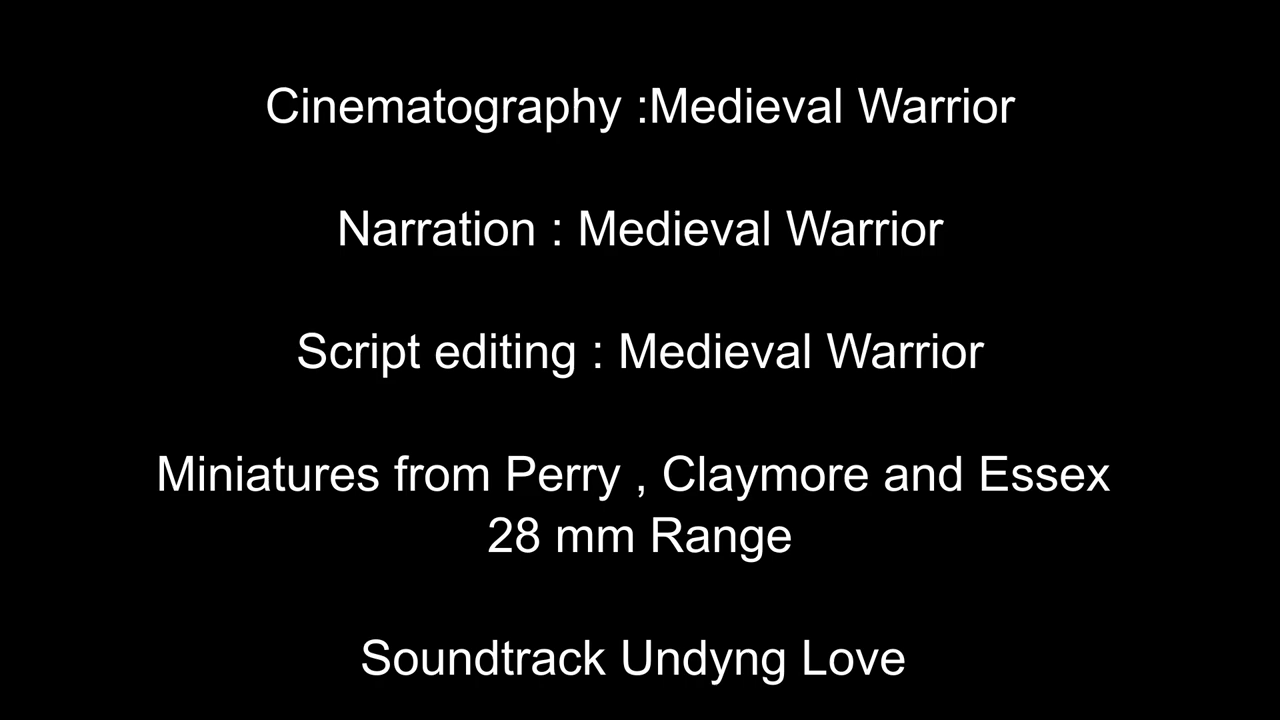 Cinematography :Medieval Warrior
Narration : Medieval Warrior
Script editing : Medieval Warrior
Miniatures from Perry , Claymore and Essex
28 mm Range
Soundtrack Undyng Love